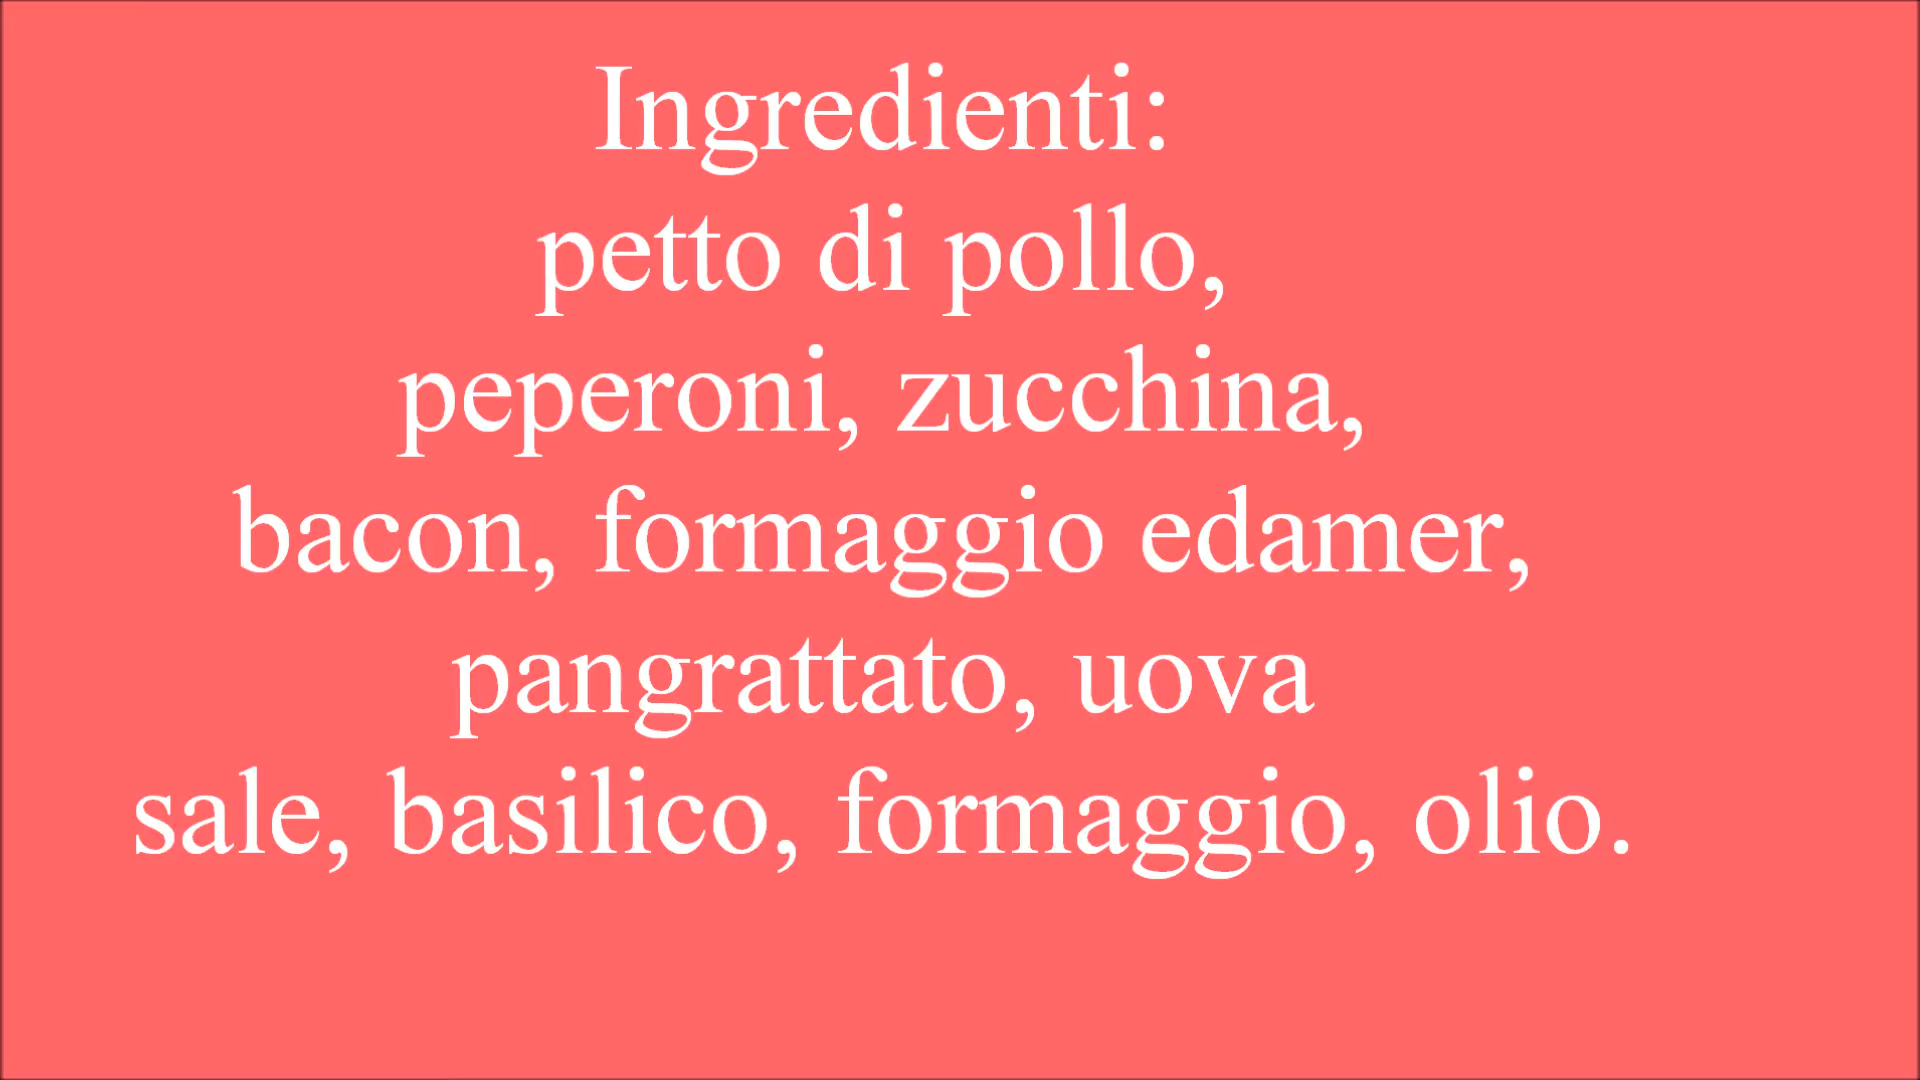 Ingredienti:
petto di pollo,
peperoni, zucchina,
bacon, formaggio edamer,
pangrattato, uova
sale, basilico, formaggio, olio.